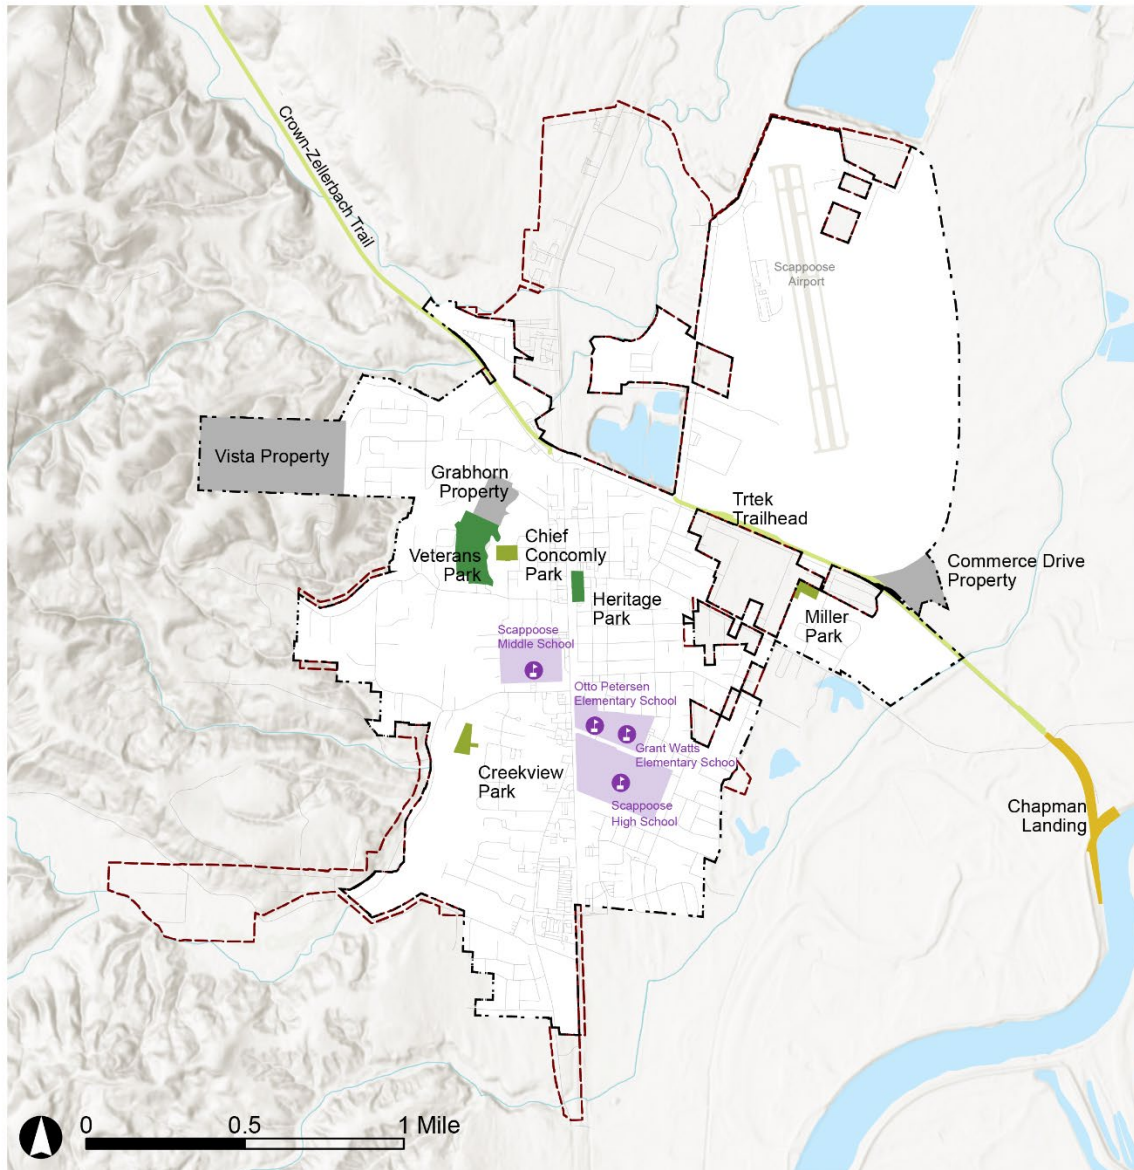 Crown-Zellerbach Trail
Scappoose
Airport
Vista Property
Grabhorn
Property
Trtek
Trailhead
Veterans
Park
Chief
Concomly
Park
Commerce Drive
Property
Heritage
Park
Miller
Park
Scappoose
Middle School
Otto Petersen
Elementary School
Grant Watts
Elementary School
Creekview
Park
Scappoose
High School
Chapman
Landing
0 0.5 1 Mile